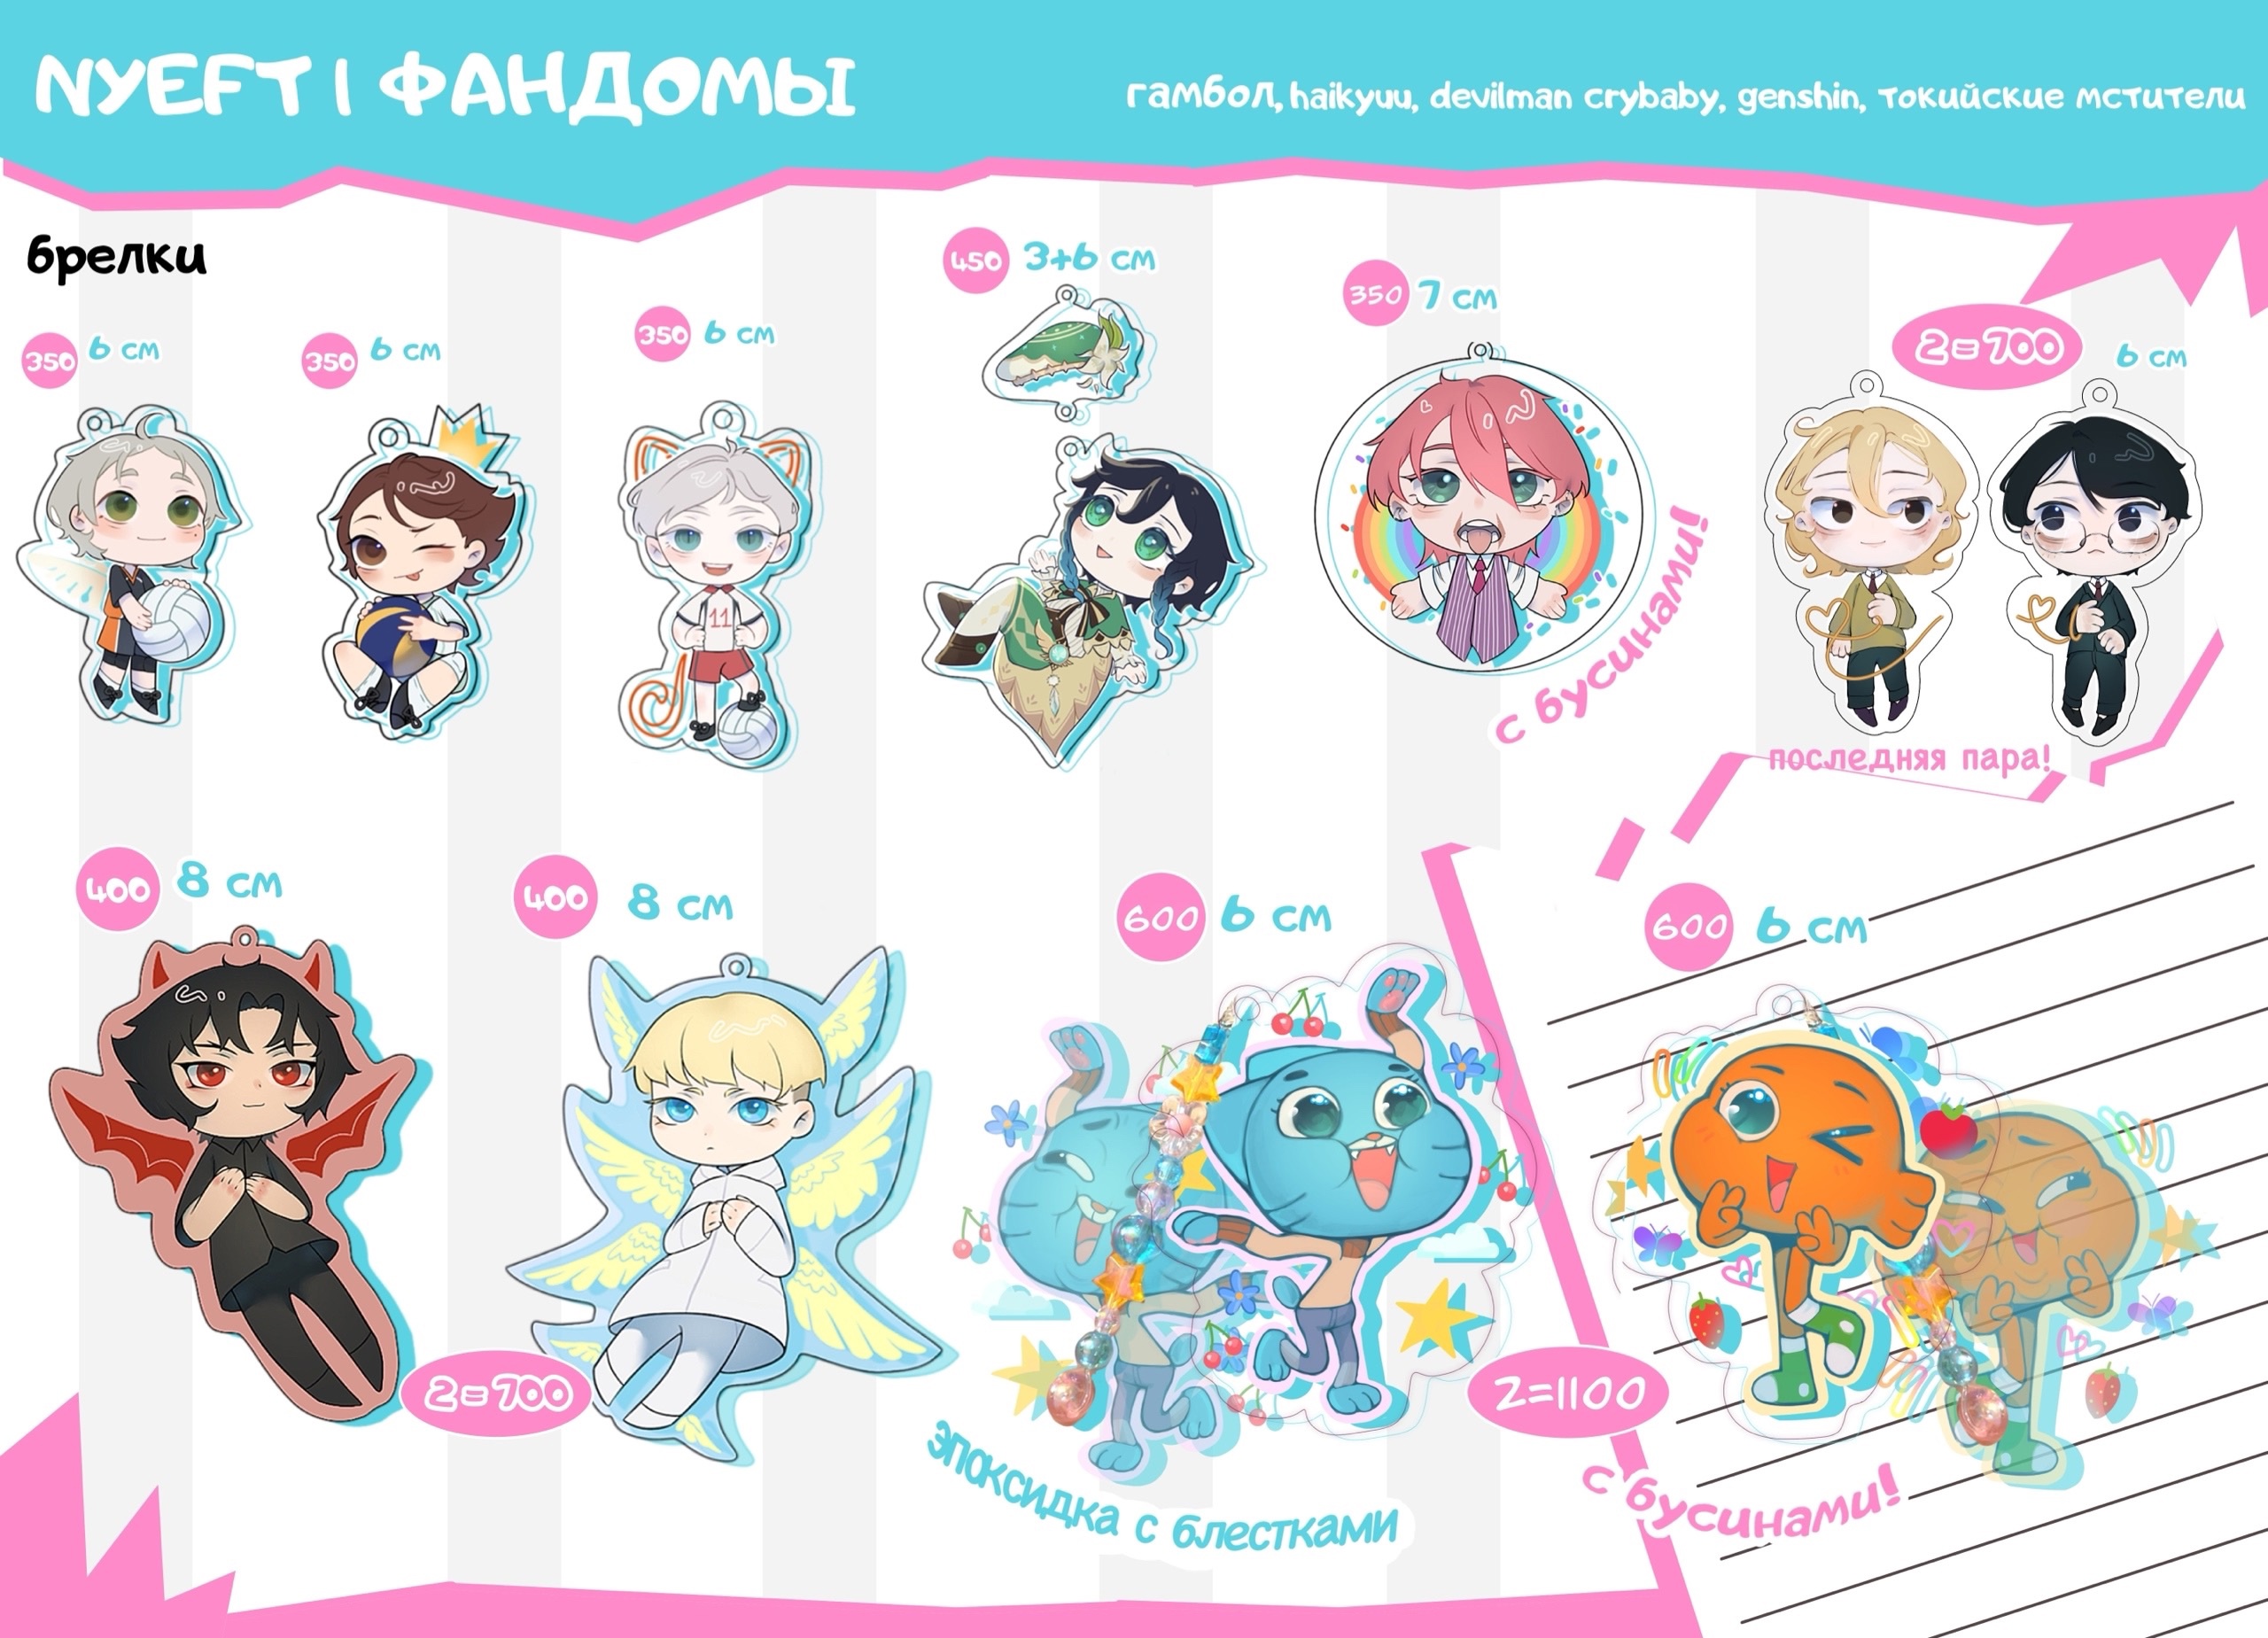 NYEFT | ФАНДОМЫ
гамбол, haikyuu, devilman crybaby, genshin, токийские мстители
брелки
350 6 см
350 6 см
350 6 см
450 3+6 см
350 7 см
2=700 6 см
11
с бусинами!
последняя пара!
400 8 см
400 8 см
600 6 см
600 6 см
2=700
2=1100
эпоксидка с блестками
с бусинами!